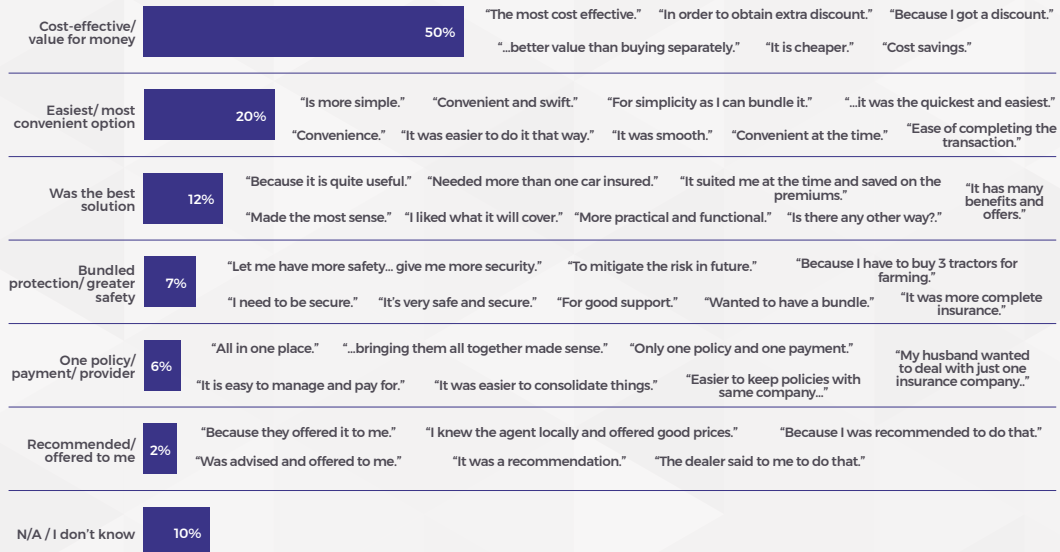 Cost-effective/
value for money
50%
“The most cost effective.” “In order to obtain extra discount.” “Because I got a discount.”
“...better value than buying separately.” “It is cheaper.” “Cost savings.”
Easiest/ most
convenient option
20%
“Is more simple.” “Convenient and swift.” “For simplicity as I can bundle it.” “...it was the quickest and easiest.”
“Convenience.” “It was easier to do it that way.” “It was smooth.” “Convenient at the time.” “Ease of completing the
transaction.”
Was the best
solution
12%
“Because it is quite useful.” “Needed more than one car insured.” “It suited me at the time and saved on the
premiums.”
“It has many
benefits and
offers.”
“Made the most sense.” “I liked what it will cover.” “More practical and functional.” “Is there any other way?.”
Bundled
protection/ greater
safety
7%
“Let me have more safety... give me more security.” “To mitigate the risk in future.” “Because I have to buy 3 tractors for
farming.”
“I need to be secure.” “It’s very safe and secure.” “For good support.” “Wanted to have a bundle.” “It was more complete
insurance.”
One policy/
payment/ provider
6%
“All in one place.” “...bringing them all together made sense.” “Only one policy and one payment.”
“My husband wanted
to deal with just one
insurance company..”
“It is easy to manage and pay for.” “It was easier to consolidate things.” “Easier to keep policies with
same company...”
Recommended/
offered to me
2%
“Because they offered it to me.” “I knew the agent locally and offered good prices.” “Because I was recommended to do that.”
“Was advised and offered to me.” “It was a recommendation.” “The dealer said to me to do that.”
N/A / I don’t know
10%